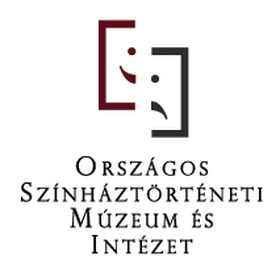 ORSZÁGOS
SZÍNHÁZTÖRTÉNETI
MÚZEUM ÉS
INTÉZET